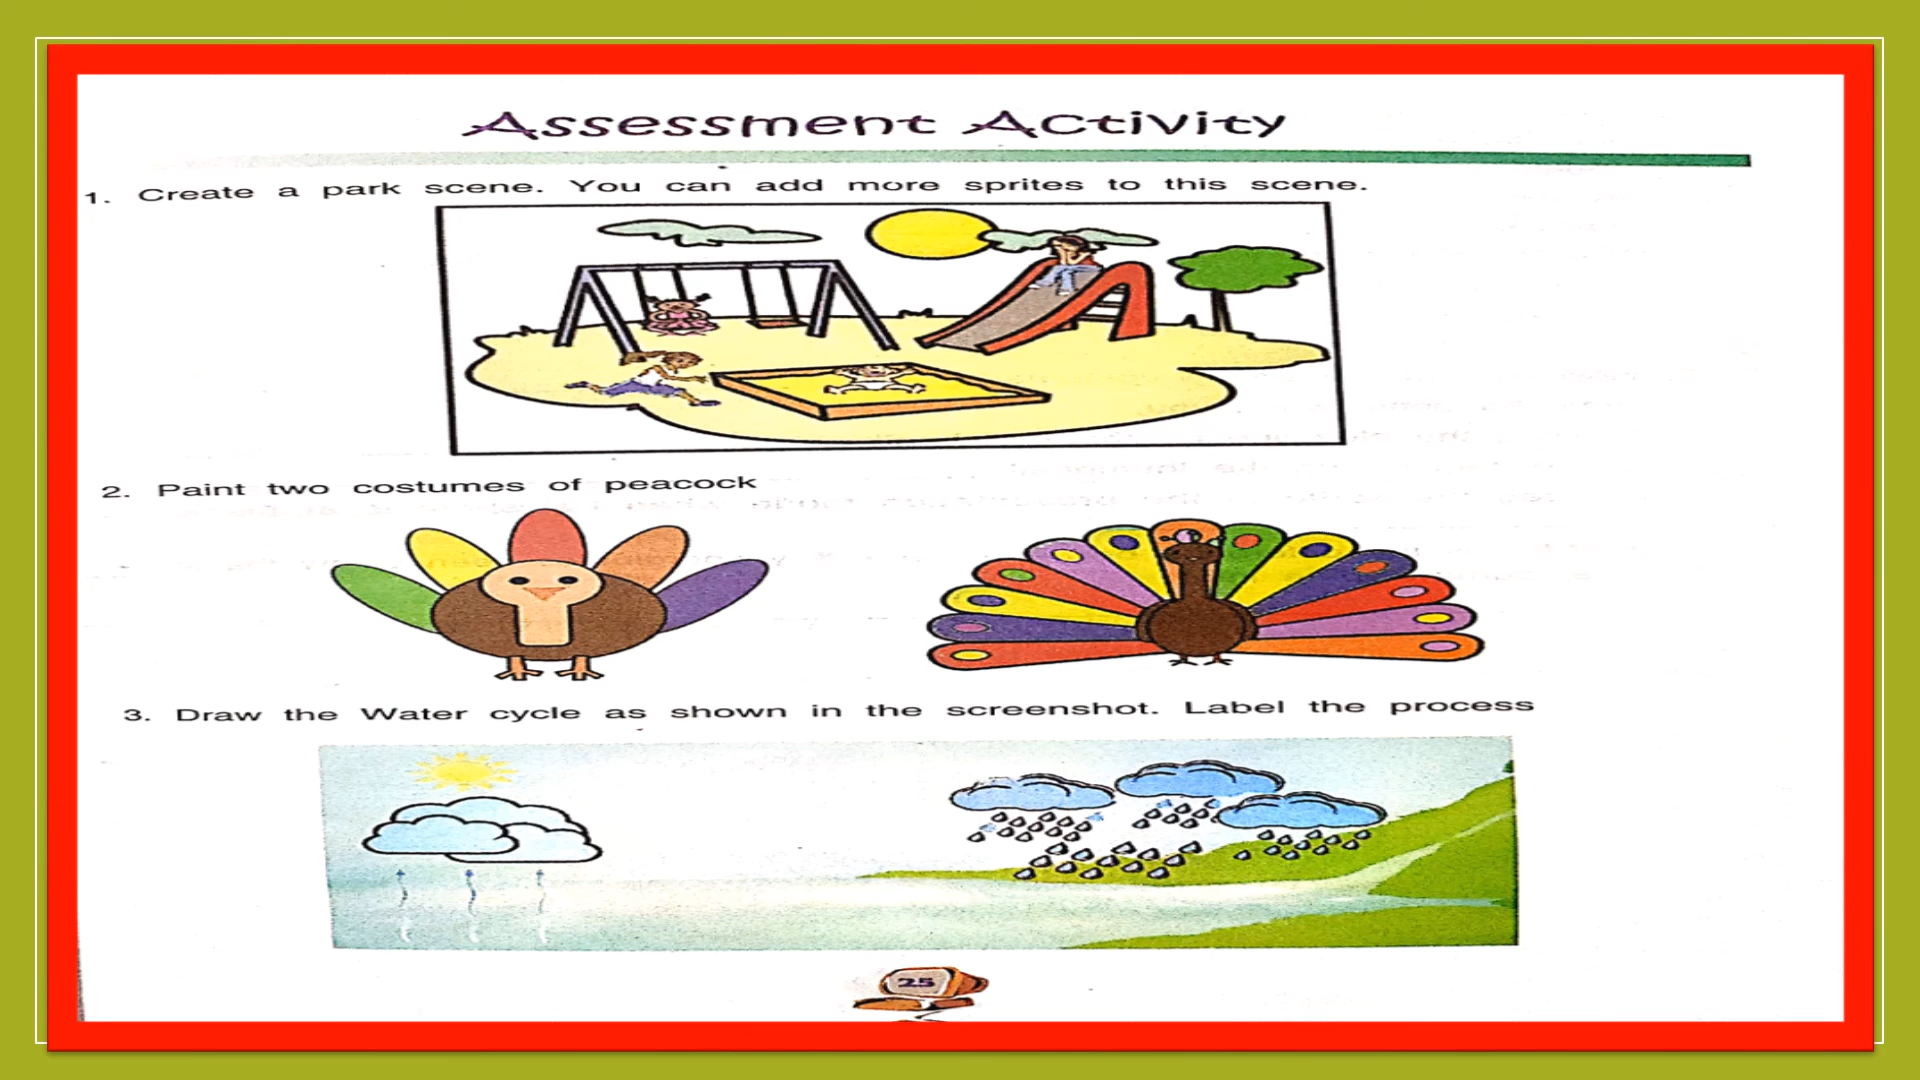 Assessment Activity
1. Create a park scene. You can add more sprites to this scene.
2. Paint two costumes of peacock
3. Draw the Water cycle as shown in the screenshot. Label the process
25